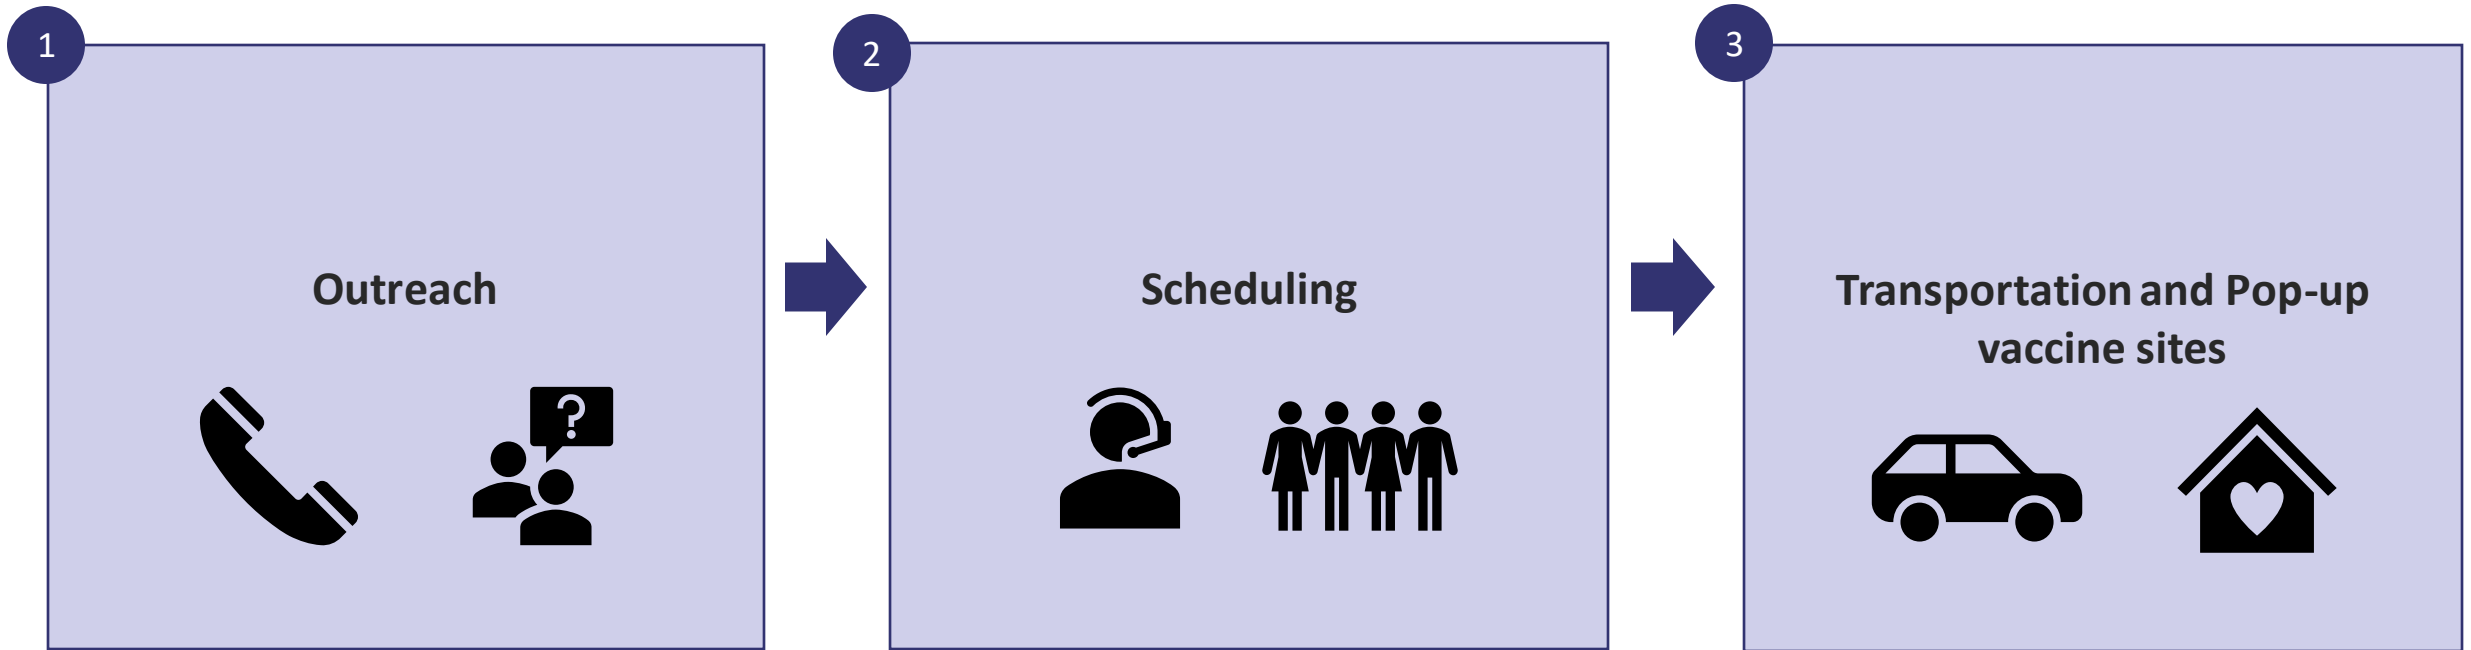 1
Outreach
?
2
Scheduling
3
Transportation and Pop-up
vaccine sites